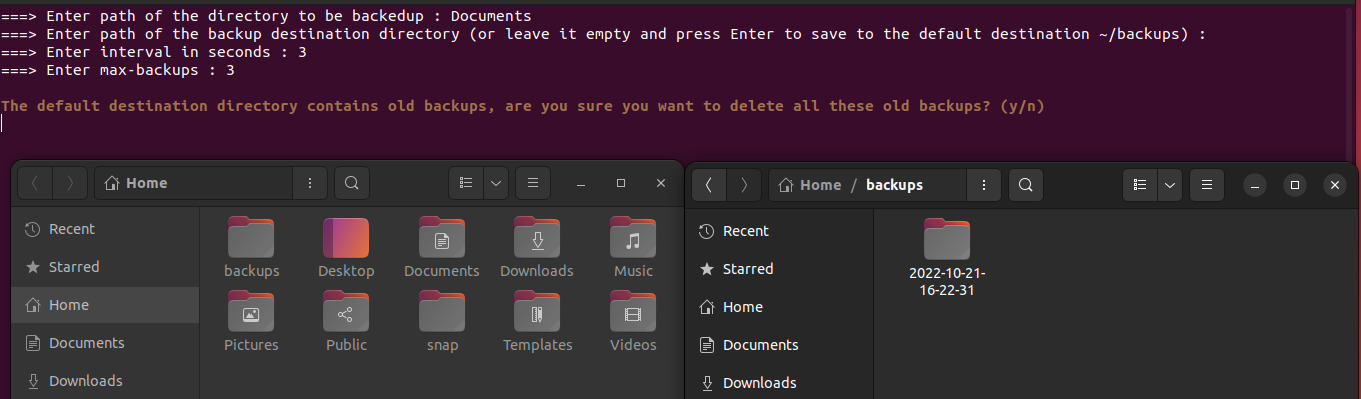 ===> Enter path of the directory to be backedup : Documents
===> Enter path of the backup destination directory (or leave it empty and press Enter to save to the default destination ~/backups) :
===> Enter interval in seconds : 3
===> Enter max-backups : 3
The default destination directory contains old backups, are you sure you want to delete all these old backups? (y/n)
Home
Recent
Starred
Home
Documents
Downloads
backups
Desktop
Documents
Downloads
Music
Pictures
Public
snap
Templates
Videos
Home / backups
Recent
Starred
Home
Documents
Downloads
2022-10-21-
16-22-31